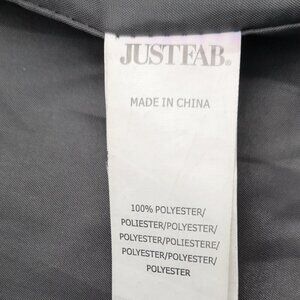 JUSTFAB®
MADE IN CHINA
100% POLYESTER/
POLIESTER/POLYESTER/
POLYESTER/POLIESTERE/
POLYESTER/POLYESTER/
POLYESTER